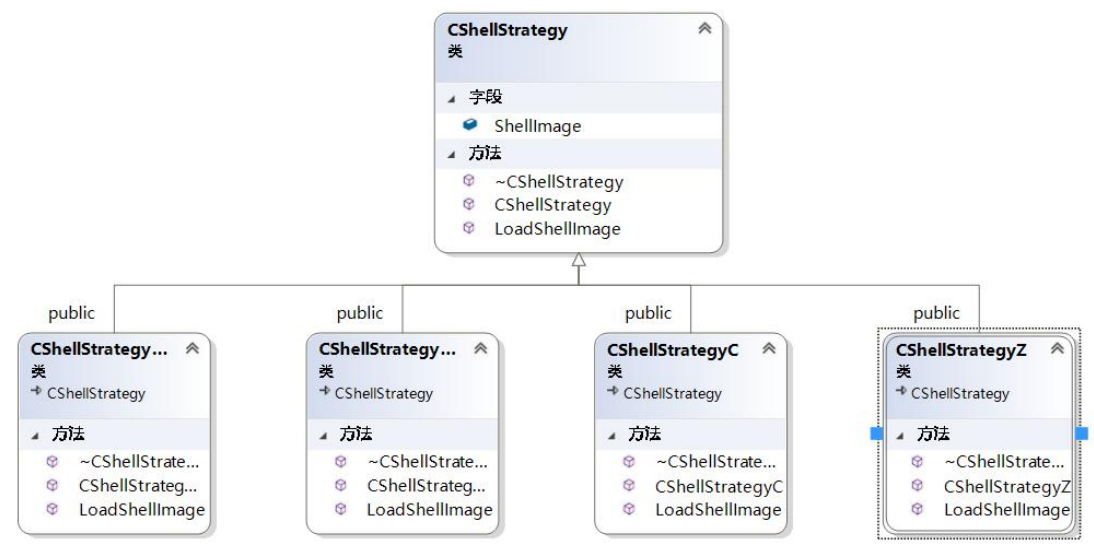 CShellStrategy
类
字段
ShellImage
方法
~CShellStrategy
CShellStrategy
LoadShellImage
public
public
public
public
CShellStrategy...
类
CShellStrategy
方法
~CShellStrate...
CShellStrateg...
LoadShellImage
CShellStrategy...
类
CShellStrategy
方法
~CShellStrate...
CShellStrateg...
LoadShellImage
CShellStrategyC
类
CShellStrategy
方法
~CShellStrate...
CShellStrategyC
LoadShellImage
CShellStrategyZ
类
CShellStrategy
方法
~CShellStrate...
CShellStrategyZ
LoadShellImage